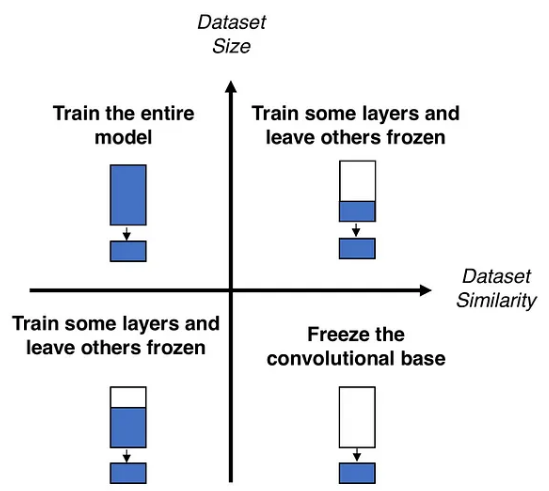 Dataset
Size
Train the entire
model
Train some layers and
leave others frozen
Dataset
Similarity
Train some layers and
leave others frozen
Freeze the
convolutional base